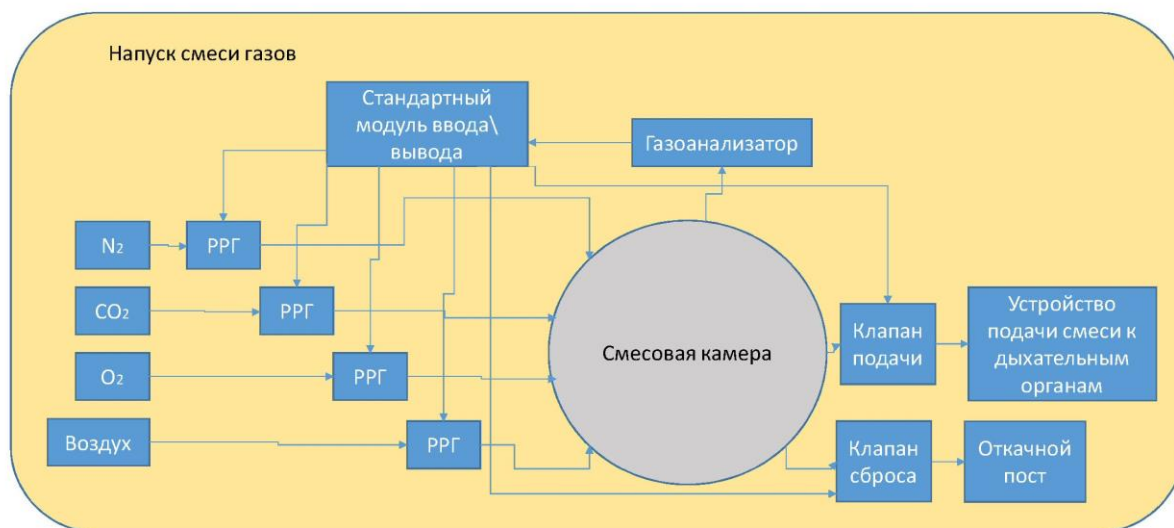 Напуск смеси газов
Стандартный
модуль ввода\
вывода
Газоанализатор
N2
РРГ
CO2
РРГ
O2
РРГ
Воздух
РРГ
Смесовая камера
Клапан
подачи
Устройство
подачи смеси к
дыхательным
органам
Клапан
сброса
Откачной
пост